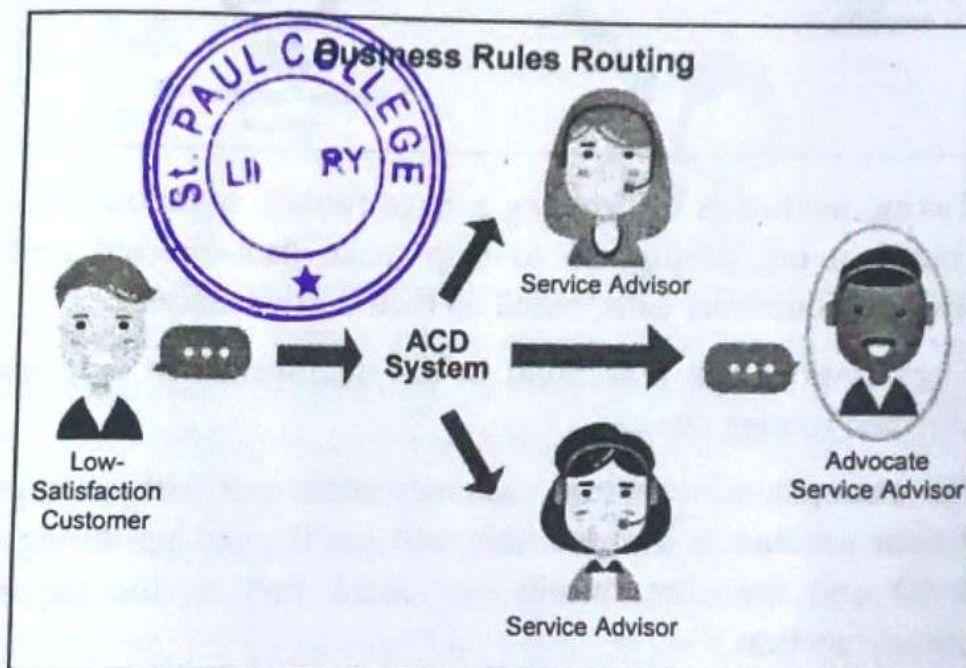 Business Rules Routing
St. PAUL COLLEGE
LII RY
Service Advisor
ACD
System
Low-
Satisfaction
Customer
Advocate
Service Advisor
Service Advisor